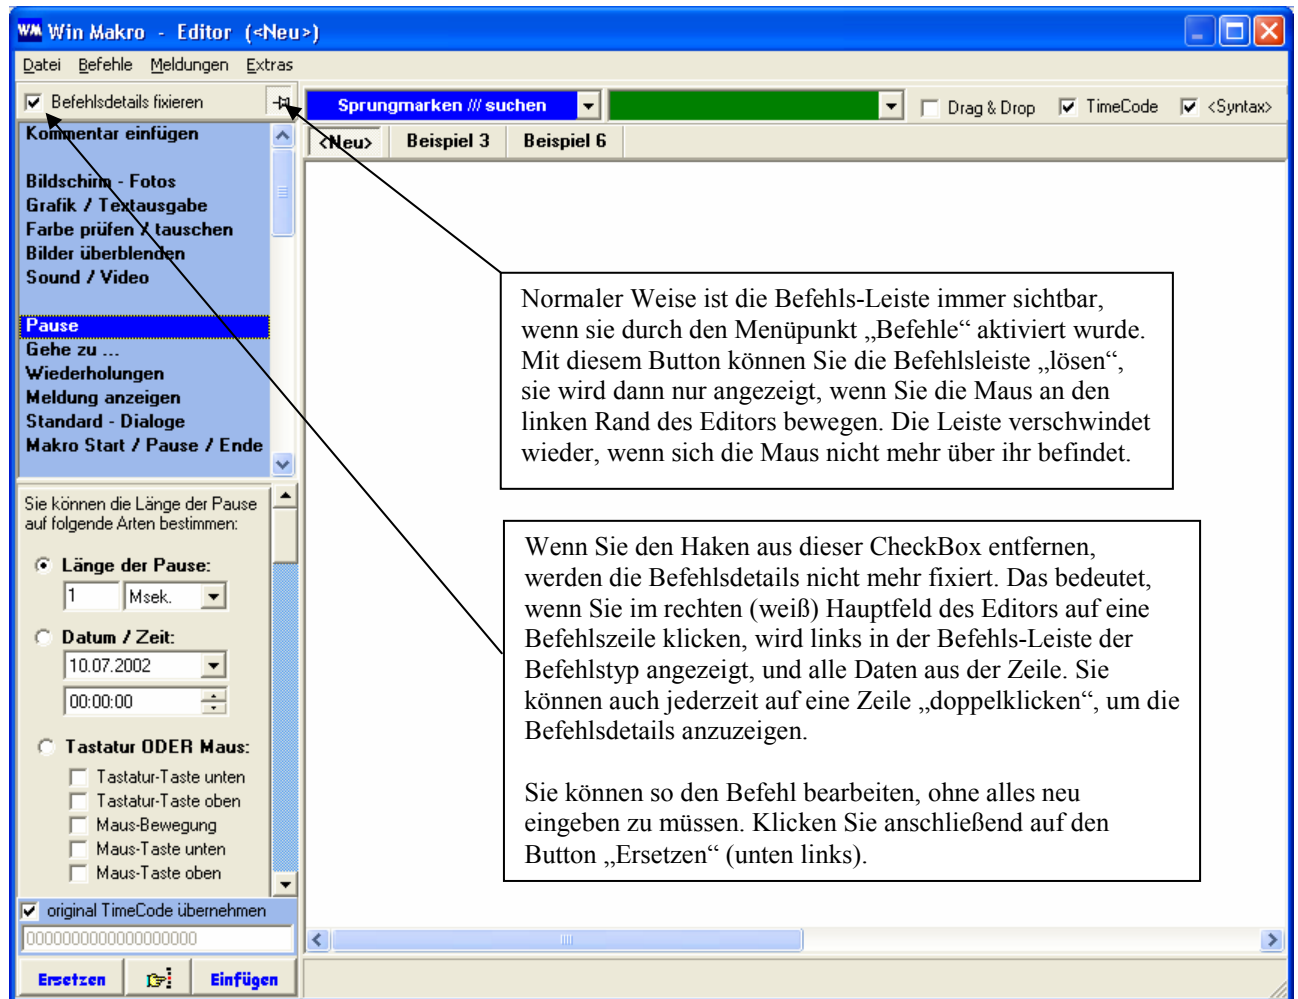 WM Win Makro - Editor (<Neu>)
Datei Befehle Meldungen Extras
Befehlsdetails fixieren
Sprungmarken /// suchen
Drag & Drop TimeCode <Syntax>
<Neu> Beispiel 3 Beispiel 6
Kommentar einfügen
Bildschirm - Fotos
Grafik / Textausgabe
Farbe prüfen / tauschen
Bilder überblenden
Sound / Video
Pause
Gehe zu ...
Wiederholungen
Meldung anzeigen
Standard - Dialoge
Makro Start / Pause / Ende
Sie können die Länge der Pause
auf folgende Arten bestimmen:
Länge der Pause:
1 Msek.
Datum / Zeit:
10.07.2002
00:00:00
Tastatur ODER Maus:
Tastatur-Taste unten
Tastatur-Taste oben
Maus-Bewegung
Maus-Taste unten
Maus-Taste oben
original TimeCode übernehmen
0000000000000000000
Ersetzen Einfügen
Normaler Weise ist die Befehls-Leiste immer sichtbar,
wenn sie durch den Menüpunkt „Befehle“ aktiviert wurde.
Mit diesem Button können Sie die Befehlsleiste „lösen“,
sie wird dann nur angezeigt, wenn Sie die Maus an den
linken Rand des Editors bewegen. Die Leiste verschwindet
wieder, wenn sich die Maus nicht mehr über ihr befindet.
Wenn Sie den Haken aus dieser CheckBox entfernen,
werden die Befehlsdetails nicht mehr fixiert. Das bedeutet,
wenn Sie im rechten (weiß) Hauptfeld des Editors auf eine
Befehlszeile klicken, wird links in der Befehls-Leiste der
Befehlstyp angezeigt, und alle Daten aus der Zeile. Sie
können auch jederzeit auf eine Zeile „doppelklicken“, um die
Befehlsdetails anzuzeigen.
Sie können so den Befehl bearbeiten, ohne alles neu
eingeben zu müssen. Klicken Sie anschließend auf den
Button „Ersetzen“ (unten links).